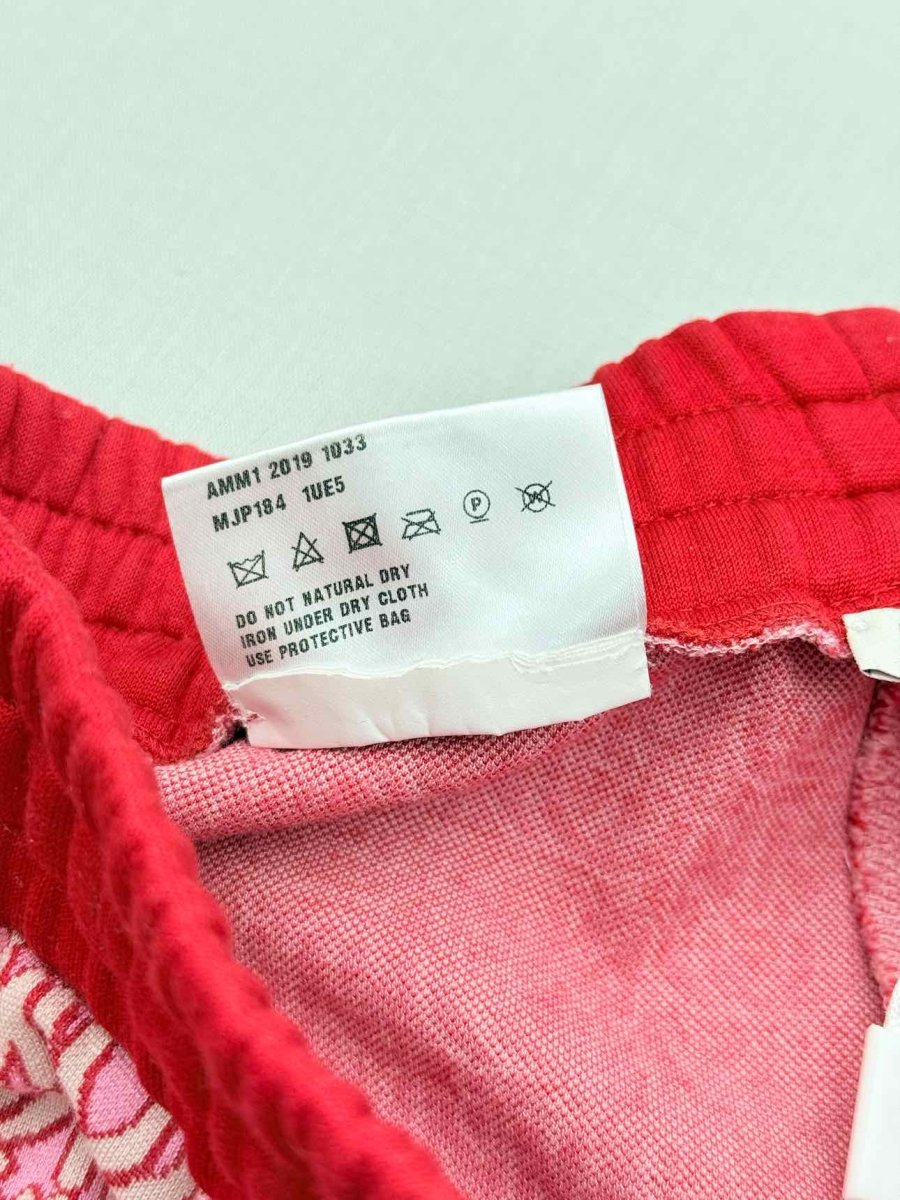 AMM1 2019 1033
MJP184 1UE5
P W
DO NOT NATURAL DRY
IRON UNDER DRY CLOTH
USE PROTECTIVE BAG